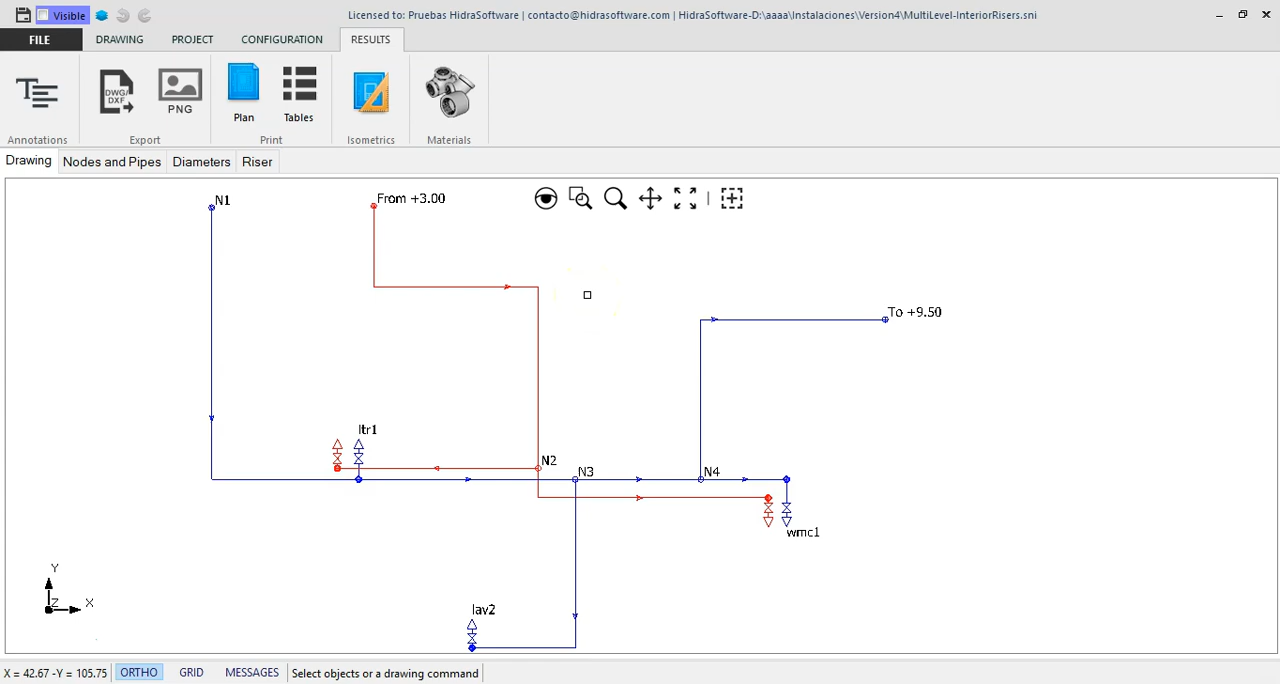 Visible
Licensed to: Pruebas HidraSoftware | contacto@hidrasoftware.com | HidraSoftware-D:\aaaa\Instalaciones\Version4\MultiLevel-InteriorRisers.sni
FILE DRAWING PROJECT CONFIGURATION RESULTS
DWG/
DXF
PNG
Plan
Tables
Annotations Export Print Isometrics Materials
Drawing Nodes and Pipes Diameters Riser
N1
From +3.00
To +9.50
ltr1
N2
N3
N4
wmc1
lav2
Y
Z
X
X = 42.67 -Y = 105.75 ORTHO GRID MESSAGES Select objects or a drawing command